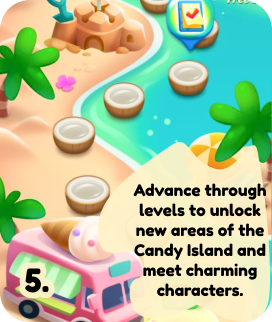 Advance through
levels to unlock
new areas of the
Candy Island and
meet charming
characters.
5.